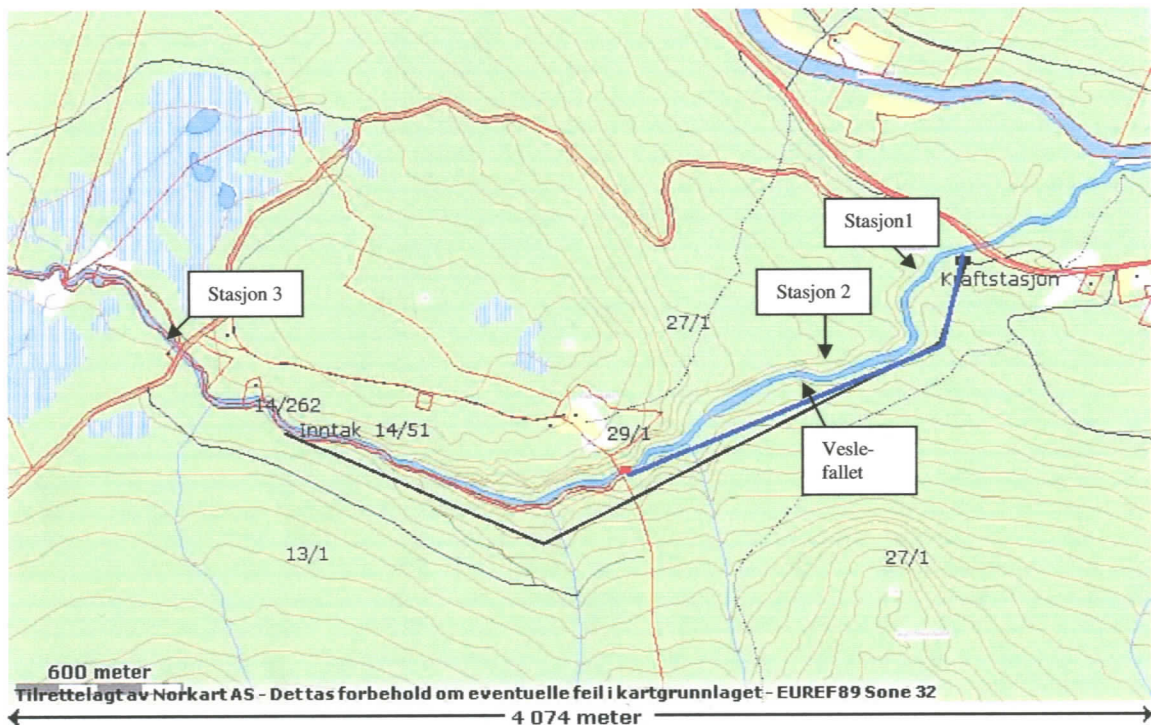 Stasjon1
Kraftstasjon
Stasjon 3
Stasjon 2
27/1
14/262
Inntak 14/51
29/1
Vesle-
fallet
13/1
27/1
600 meter
Tilrettelagt av Norkart AS - Det tas forbehold om eventuelle feil i kartgrunnlaget - EUREF89 Sone 32
4 074 meter